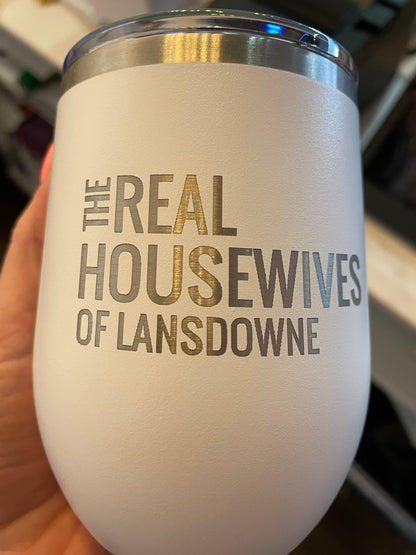 THE REAL
HOUSEWIVES
OF LANSDOWNE